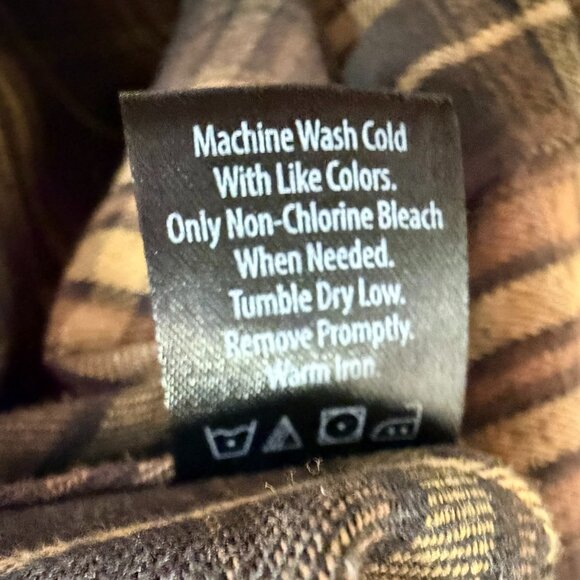 Machine Wash Cold
With Like Colors.
Only Non-Chlorine Bleach
When Needed.
Tumble Dry Low.
Remove Promptly.
Warm Iron.